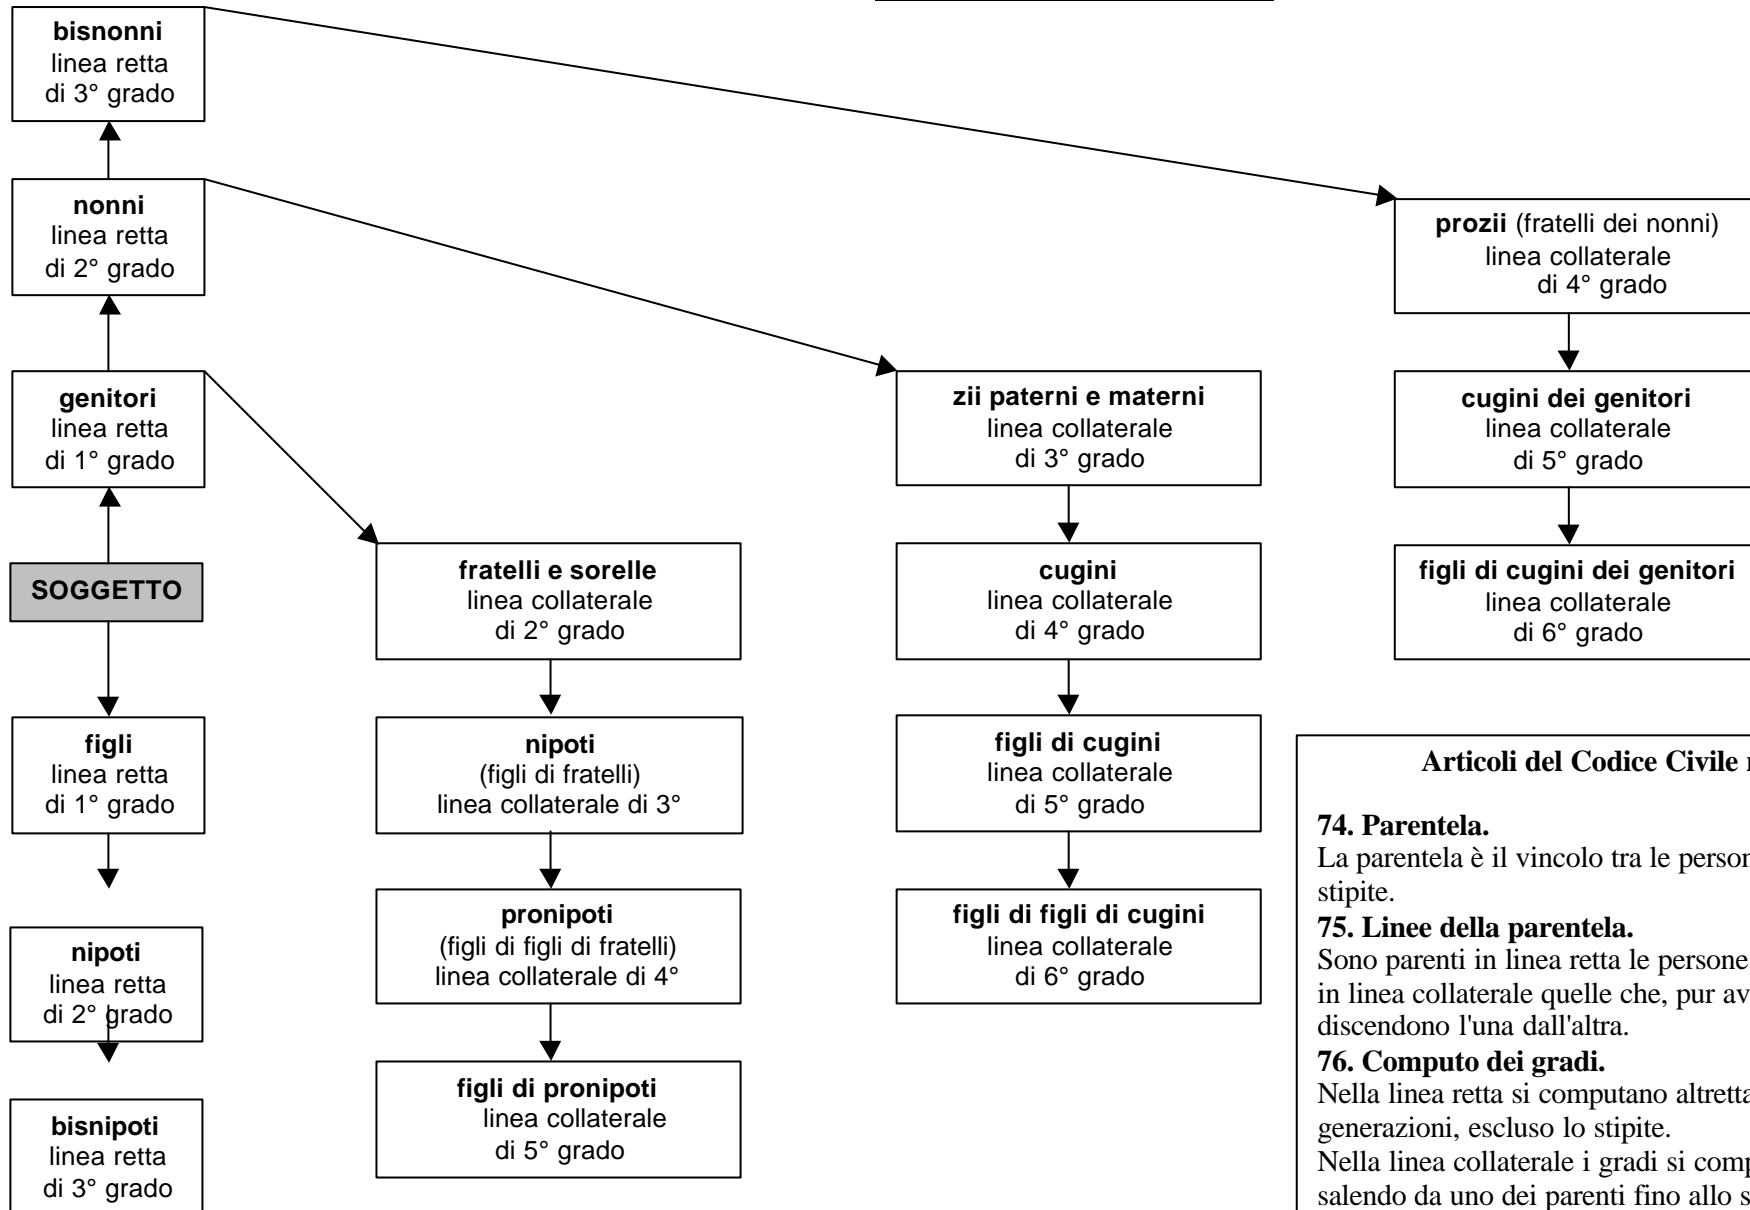 bisnonni
linea retta
di 3° grado
nonni
linea retta
di 2° grado
prozii (fratelli dei nonni)
linea collaterale
di 4° grado
genitori
linea retta
di 1° grado
zii paterni e materni
linea collaterale
di 3° grado
cugini dei genitori
linea collaterale
di 5° grado
SOGGETTO
fratelli e sorelle
linea collaterale
di 2° grado
cugini
linea collaterale
di 4° grado
figli di cugini dei genitori
linea collaterale
di 6° grado
figli
linea retta
di 1° grado
nipoti
(figli di fratelli)
linea collaterale di 3°
figli di cugini
linea collaterale
di 5° grado
nipoti
linea retta
di 2° grado
pronipoti
(figli di figli di fratelli)
linea collaterale di 4°
figli di figli di cugini
linea collaterale
di 6° grado
bisnipoti
linea retta
di 3° grado
figli di pronipoti
linea collaterale
di 5° grado
Articoli del Codice Civile
74. Parentela.
La parentela è il vincolo tra le
stipite.
75. Linee della parentela.
Sono parenti in linea retta le persone
in linea collaterale quelle che, pur
discendono l'una dall'altra.
76. Computo dei gradi.
Nella linea retta si computano
generazioni, escluso lo stipite.
Nella linea collaterale i gradi si
salendo da uno dei parenti fino allo